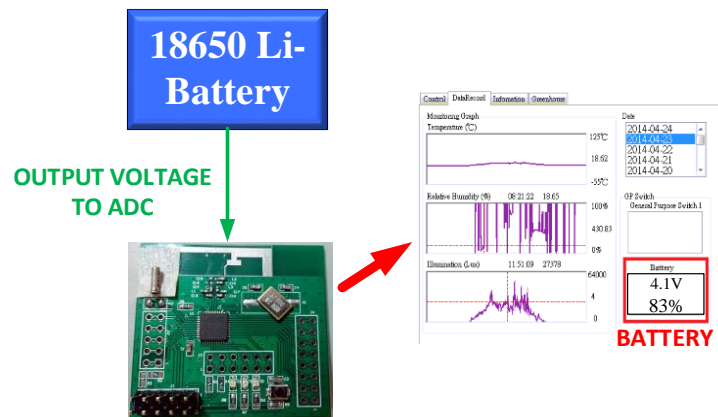 18650 Li-
Battery
OUTPUT VOLTAGE
TO ADC
Control DataRecord Infomation Greenhouse
Monitoring Graph
Temperature (℃)
125℃
18.62
-55℃
Relative Humidity (%) 08:21:22 18.65
100%
430.83
0%
Illumination (Lux) 11:51:09 27378
64000
4
0
Date
2014-04-24
2014-04-23
2014-04-22
2014-04-21
2014-04-20
GP Switch
General Purpose Switch 1
Battery
4.1V
83%
BATTERY